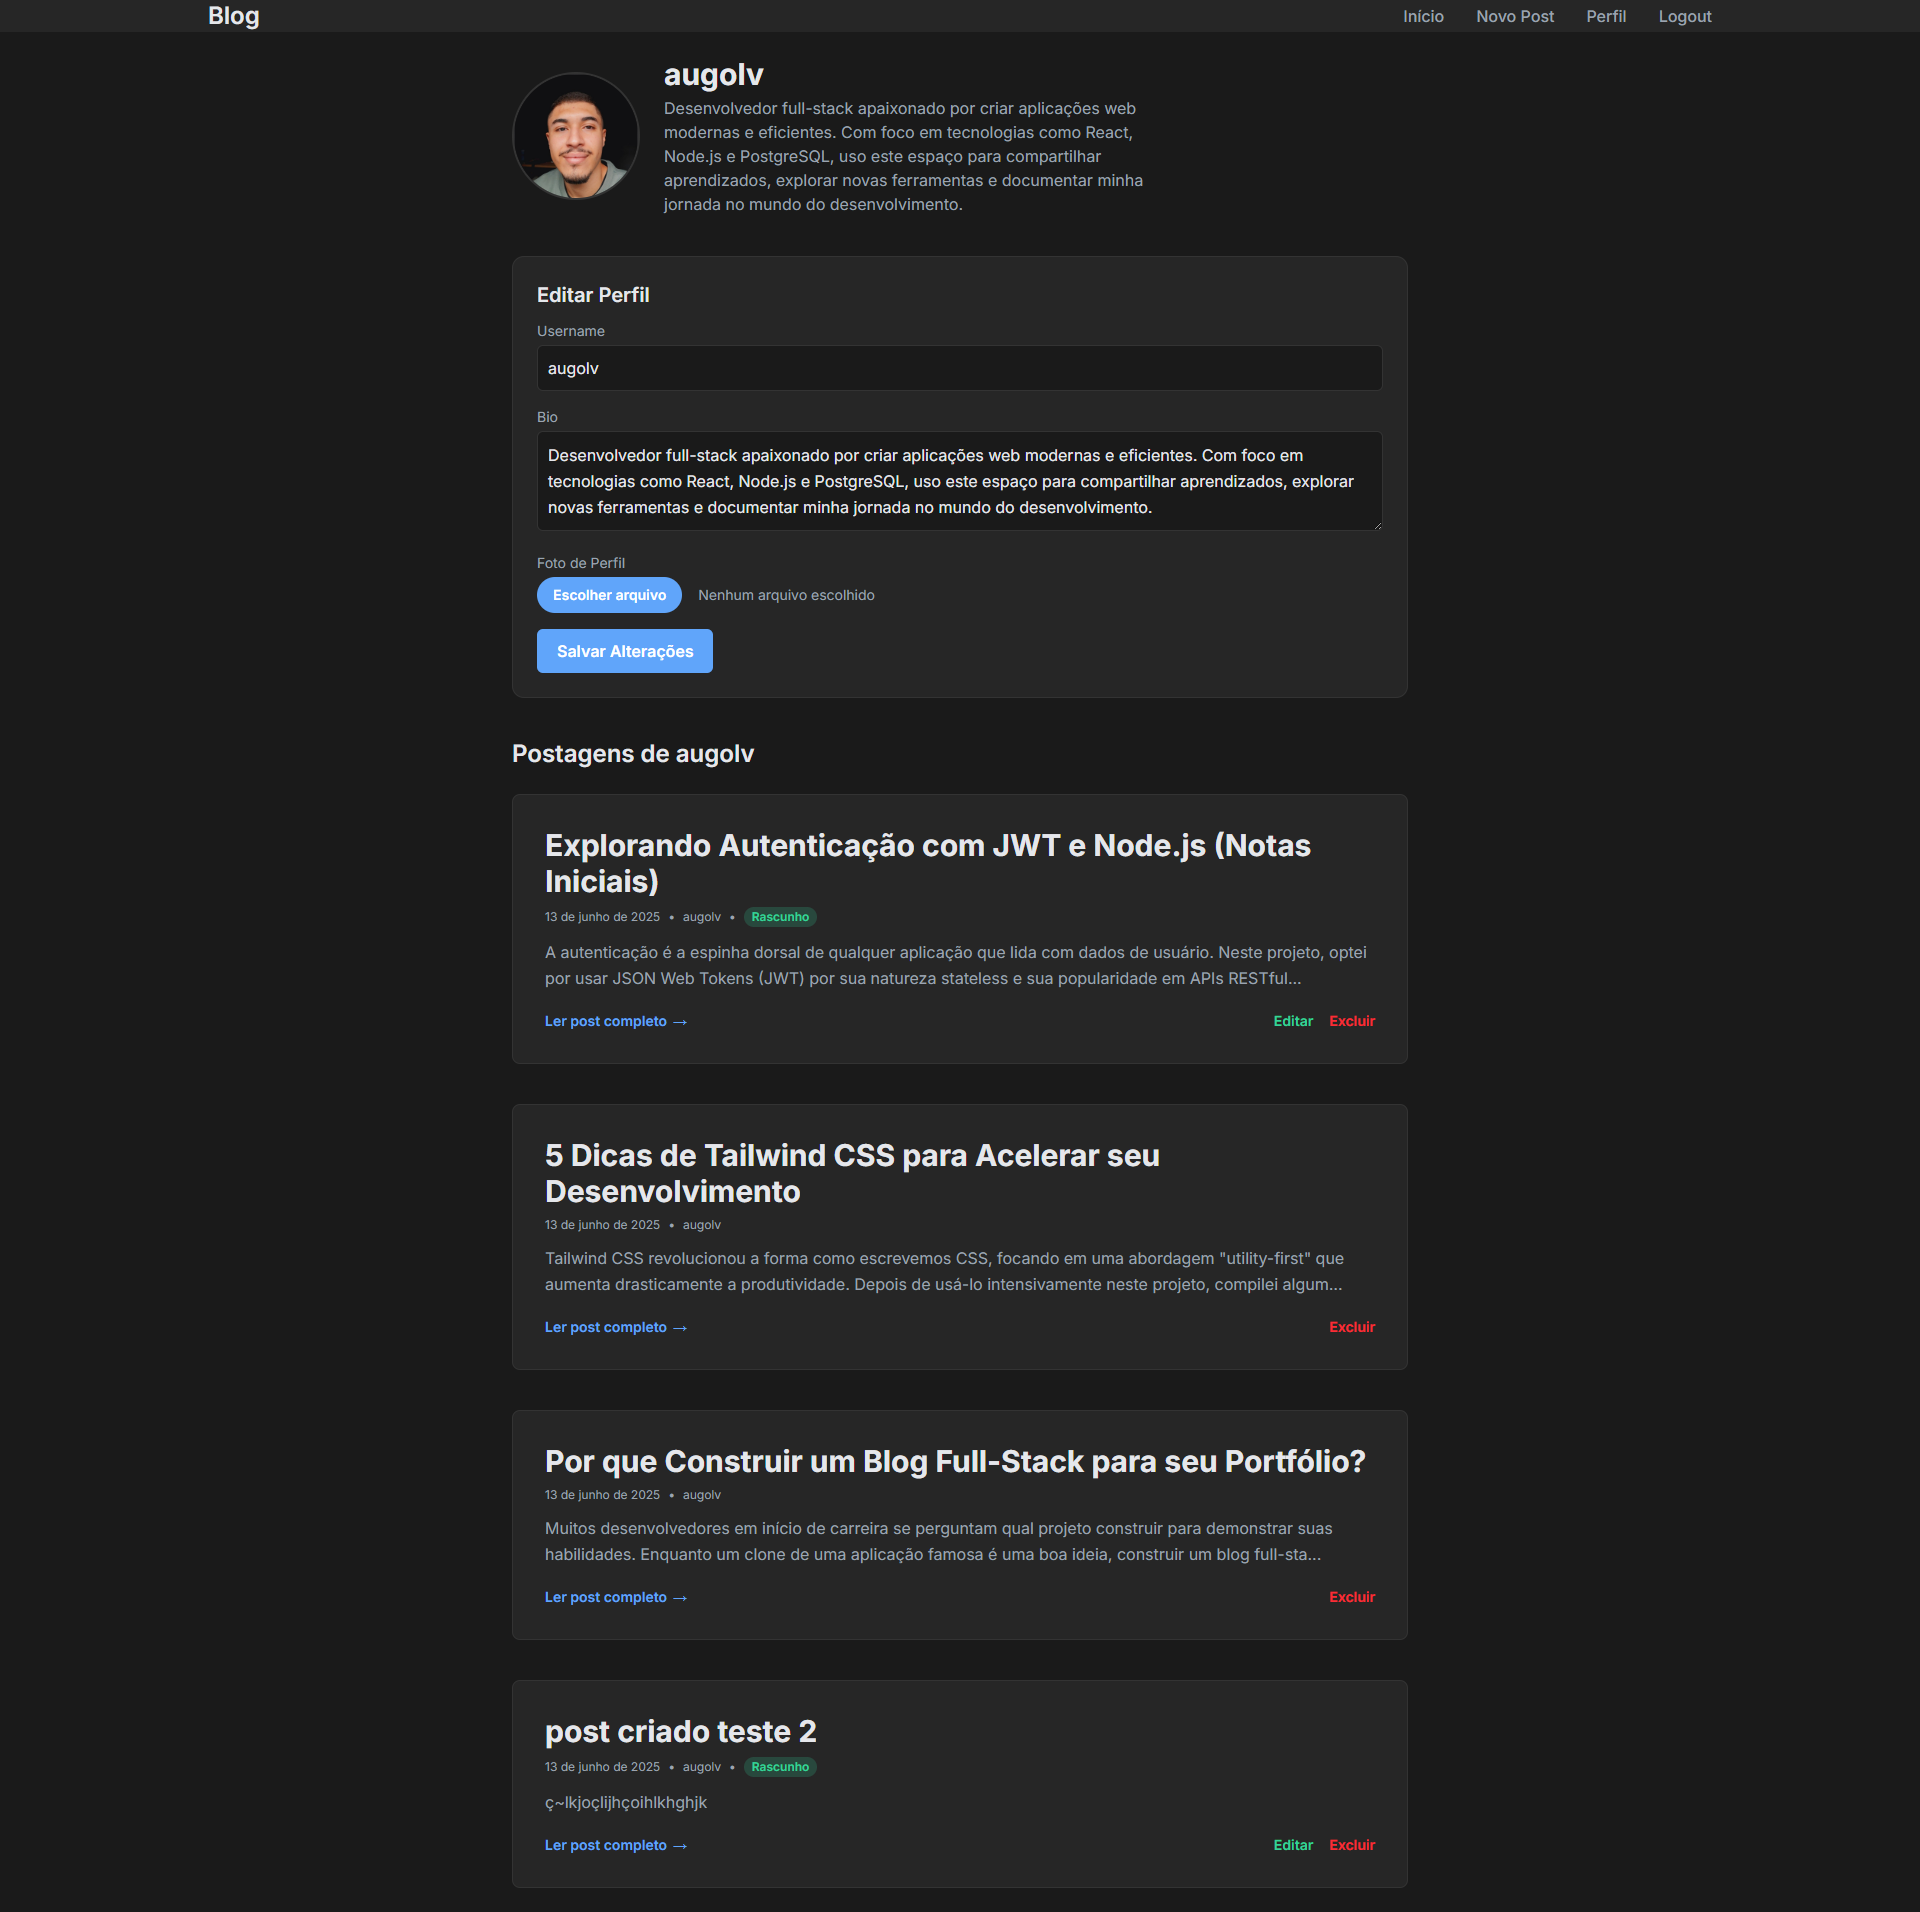 Blog
Início
Novo Post
Perfil
Logout
augolv
Desenvolvedor full-stack apaixonado por criar aplicações web
modernas e eficientes. Com foco em tecnologias como React,
Node.js e PostgreSQL, uso este espaço para compartilhar
aprendizados, explorar novas ferramentas e documentar minha
jornada no mundo do desenvolvimento.
Editar Perfil
Username
augolv
Bio
Desenvolvedor full-stack apaixonado por criar aplicações web modernas e eficientes. Com foco em
tecnologias como React, Node.js e PostgreSQL, uso este espaço para compartilhar aprendizados, explorar
novas ferramentas e documentar minha jornada no mundo do desenvolvimento.
Foto de Perfil
Escolher arquivo Nenhum arquivo escolhido
Salvar Alterações
Postagens de augolv
Explorando Autenticação com JWT e Node.js (Notas
Iniciais)
13 de junho de 2025 • augolv • Rascunho
A autenticação é a espinha dorsal de qualquer aplicação que lida com dados de usuário. Neste projeto, optei
por usar JSON Web Tokens (JWT) por sua natureza stateless e sua popularidade em APIs RESTful...
Ler post completo → Editar Excluir
5 Dicas de Tailwind CSS para Acelerar seu
Desenvolvimento
13 de junho de 2025 • augolv
Tailwind CSS revolucionou a forma como escrevemos CSS, focando em uma abordagem "utility-first" que
aumenta drasticamente a produtividade. Depois de usá-lo intensivamente neste projeto, compilei algum...
Ler post completo → Excluir
Por que Construir um Blog Full-Stack para seu Portfólio?
13 de junho de 2025 • augolv
Muitos desenvolvedores em início de carreira se perguntam qual projeto construir para demonstrar suas
habilidades. Enquanto um clone de uma aplicação famosa é uma boa ideia, construir um blog full-sta...
Ler post completo → Excluir
post criado teste 2
13 de junho de 2025 • augolv • Rascunho
ç~lkjoçlijhçoihlkhghjk
Ler post completo → Editar Excluir